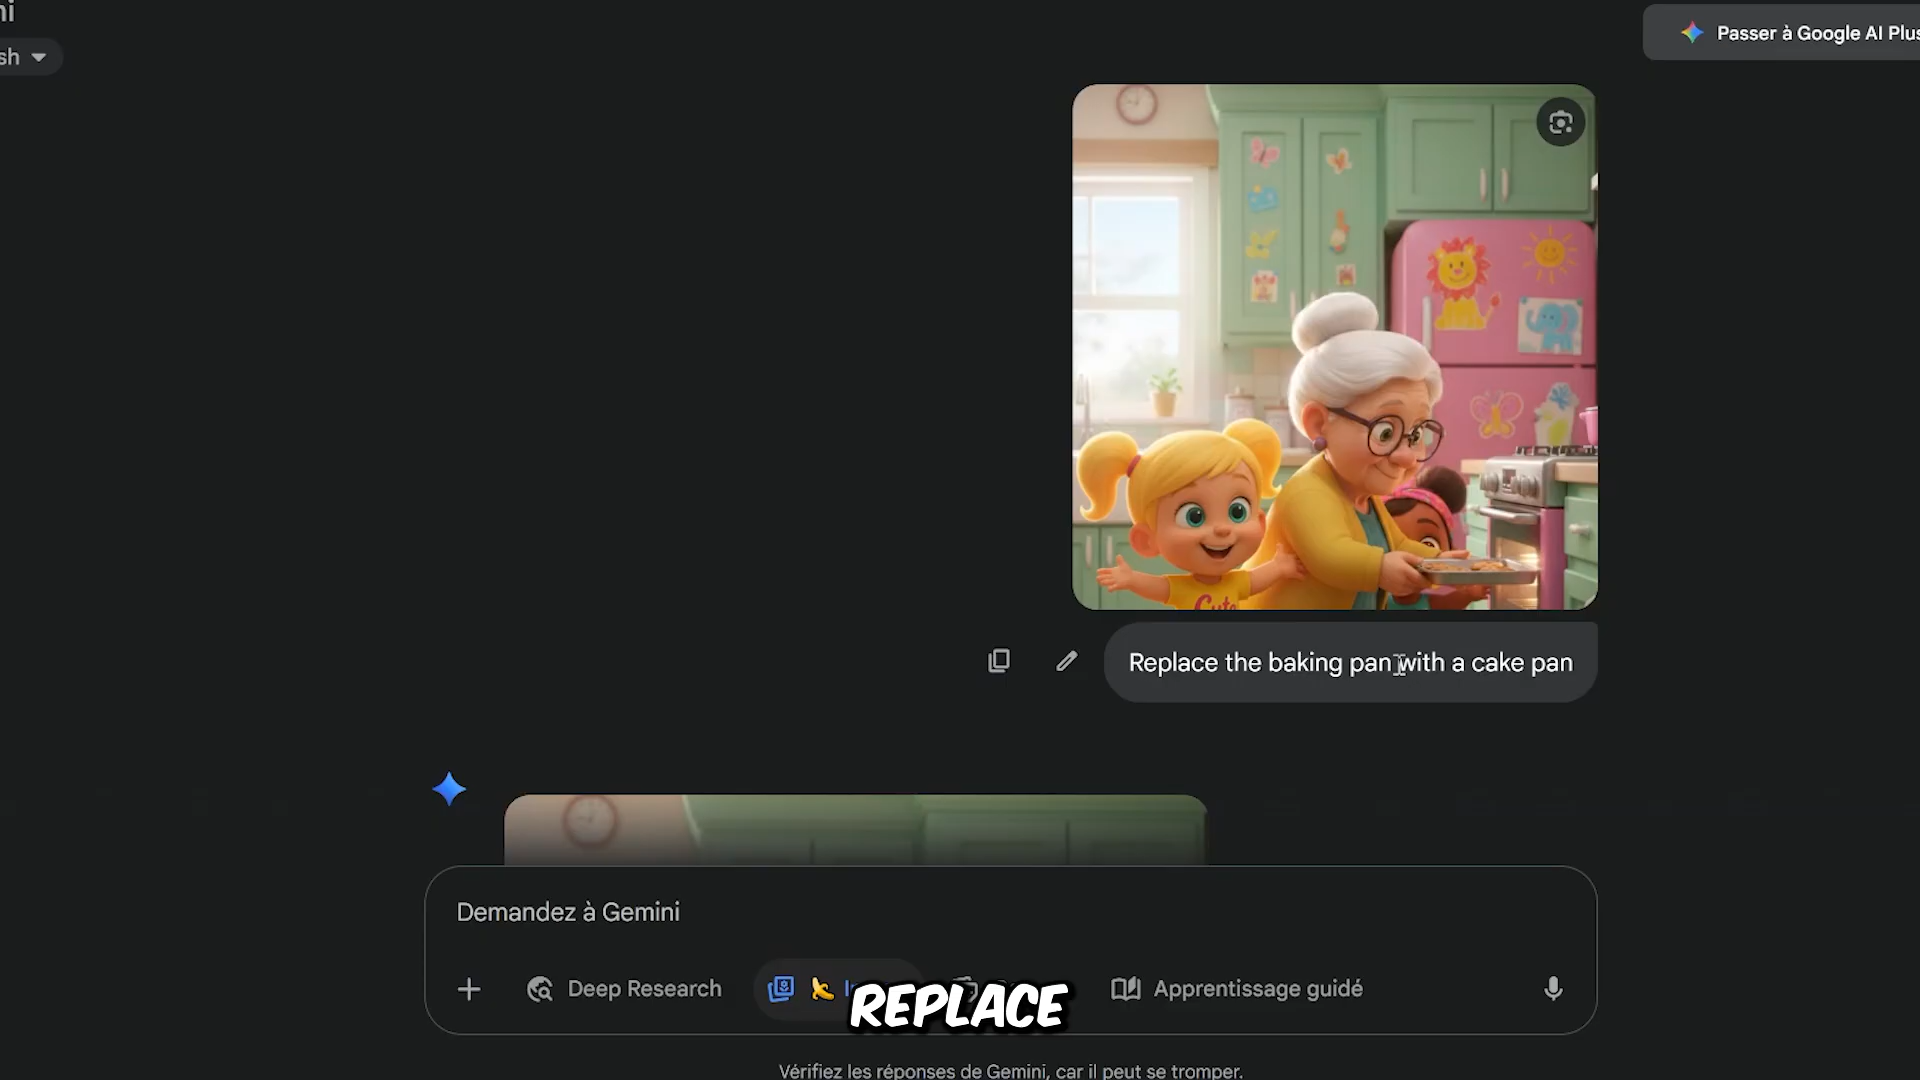 Passer à Google AI Plus
Cute
Replace the baking pan with a cake pan
Demandez à Gemini
Deep Research
Apprentissage guidé
REPLACE
Vérifiez les réponses de Gemini, car il peut se tromper.